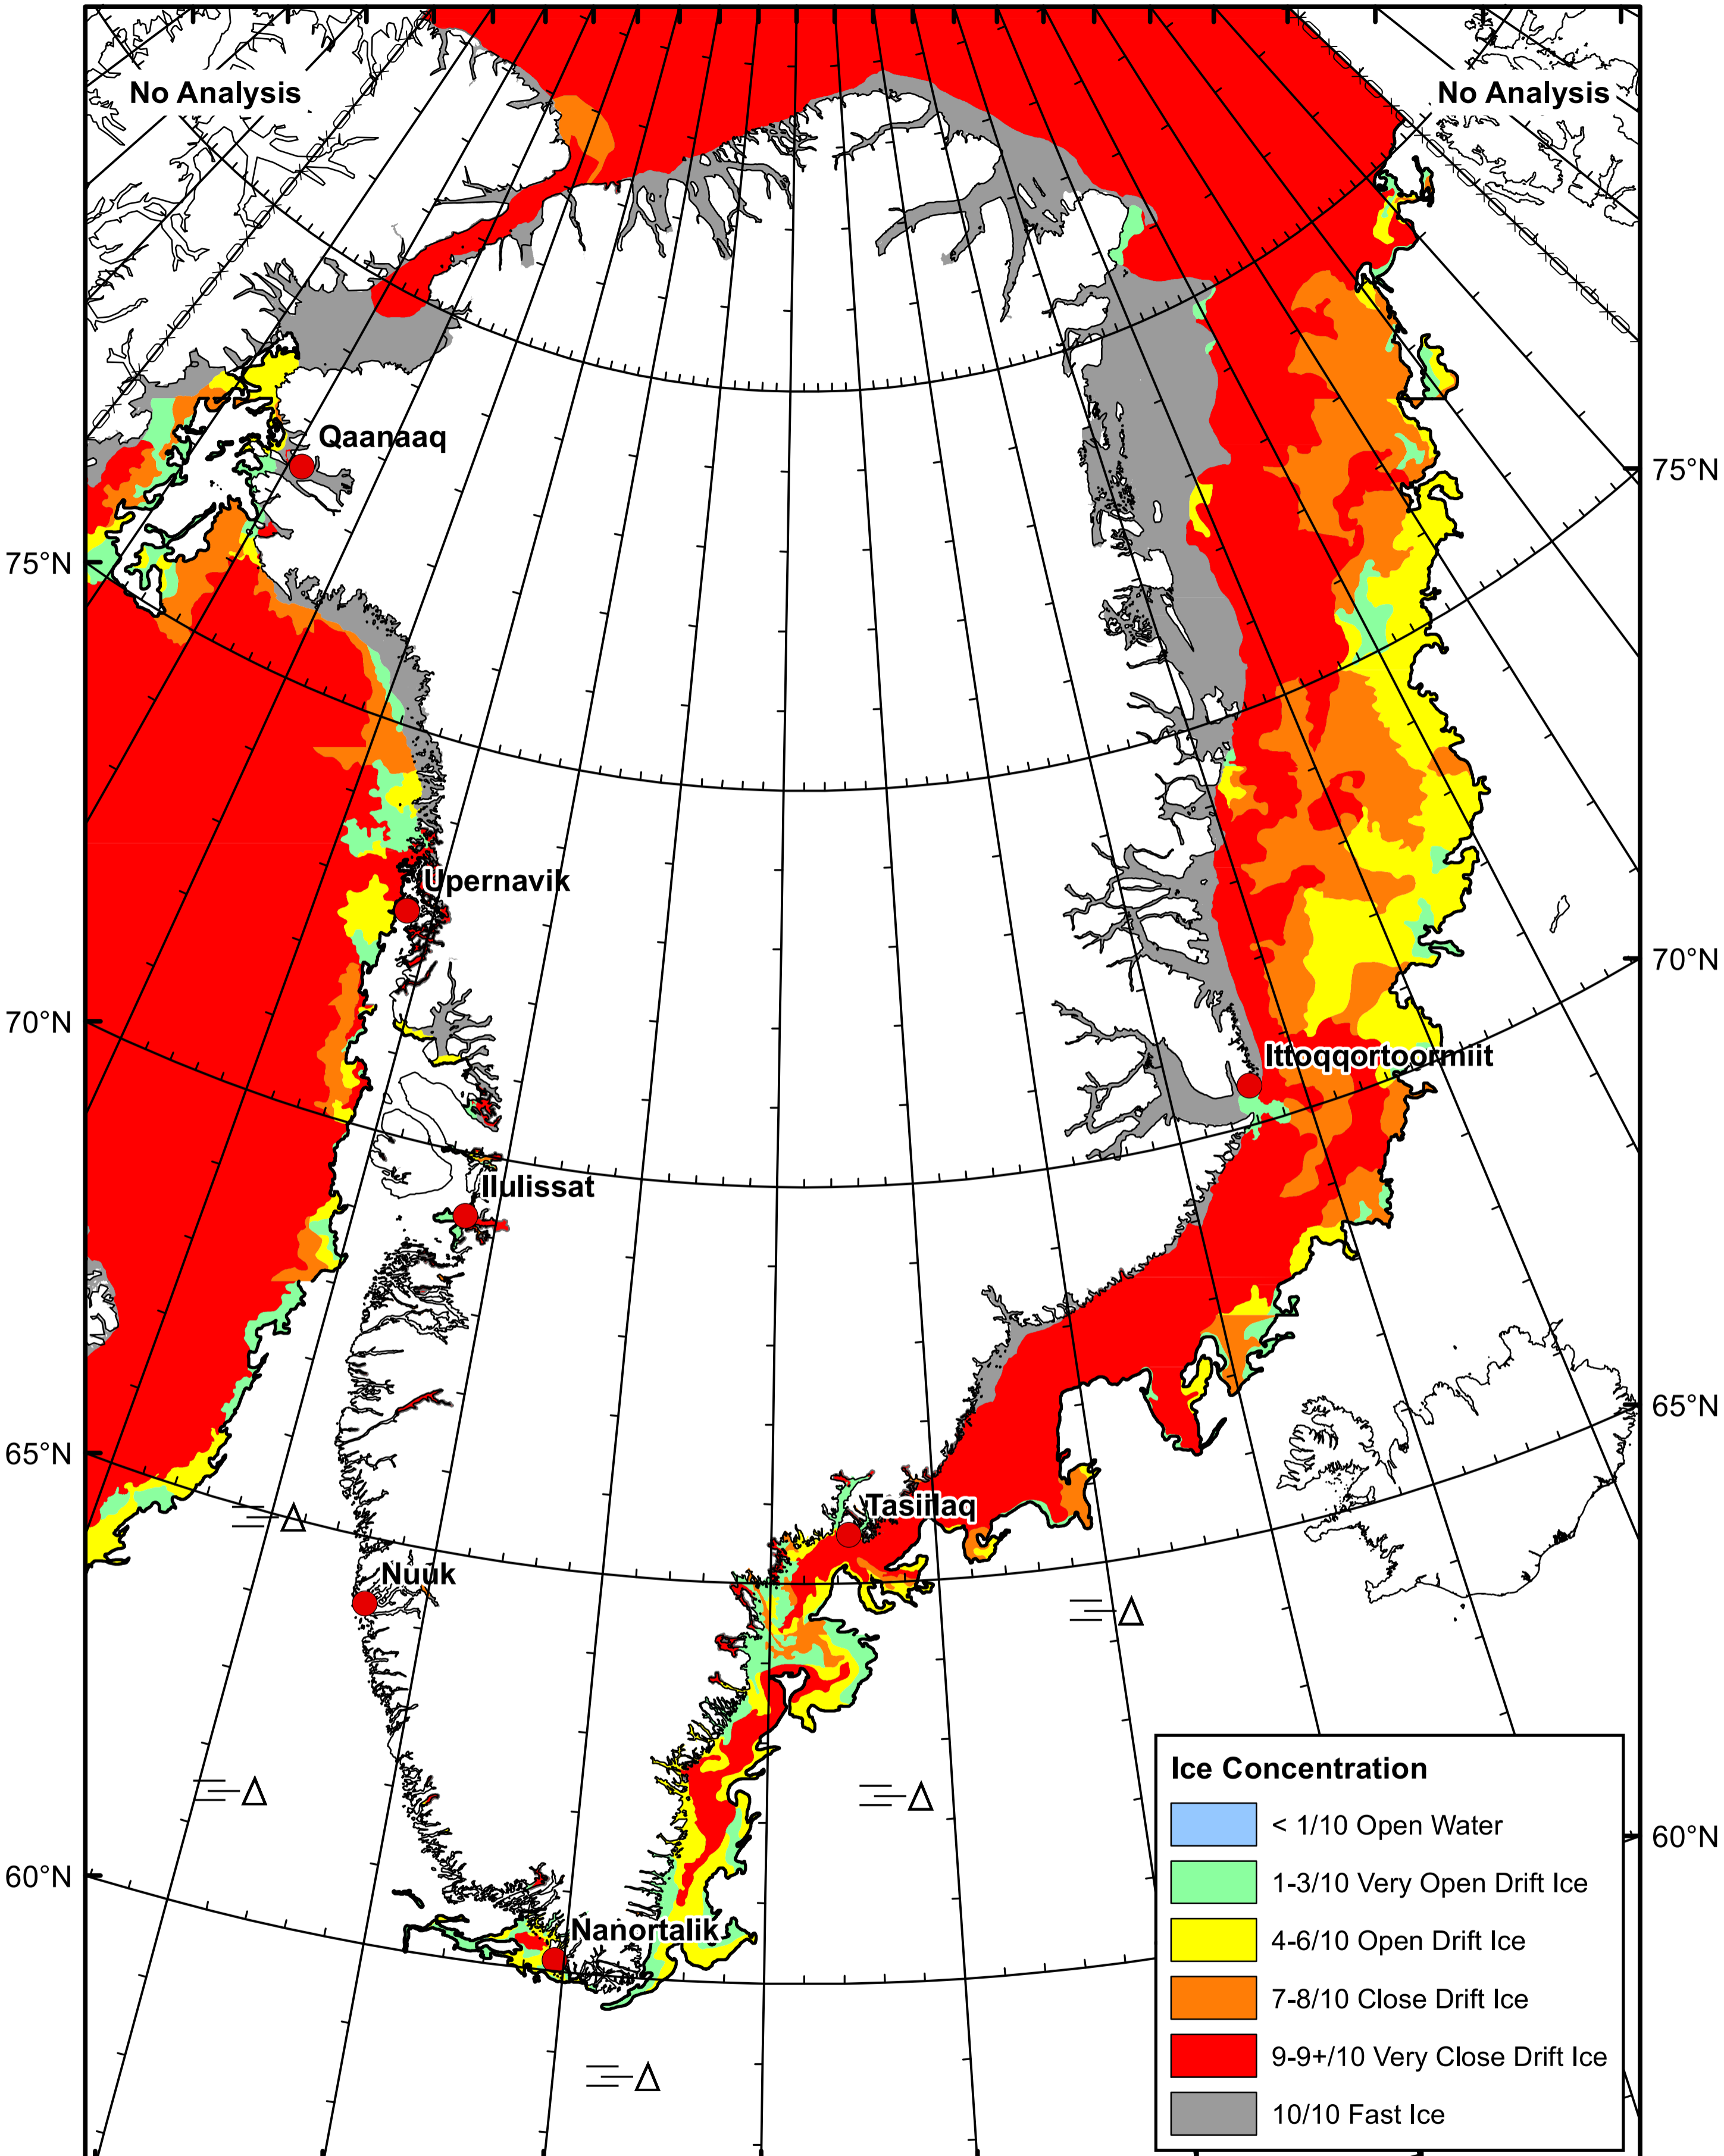 No Analysis
No Analysis
Qaanaaq
75°N
75°N
Upernavik
70°N
70°N
Ittoqqortoormiit
Ilulissat
65°N
65°N
Tasiilaq
Nuuk
60°N
60°N
Nanortalik
Ice Concentration
< 1/10 Open Water
1-3/10 Very Open Drift Ice
4-6/10 Open Drift Ice
7-8/10 Close Drift Ice
9-9+/10 Very Close Drift Ice
10/10 Fast Ice